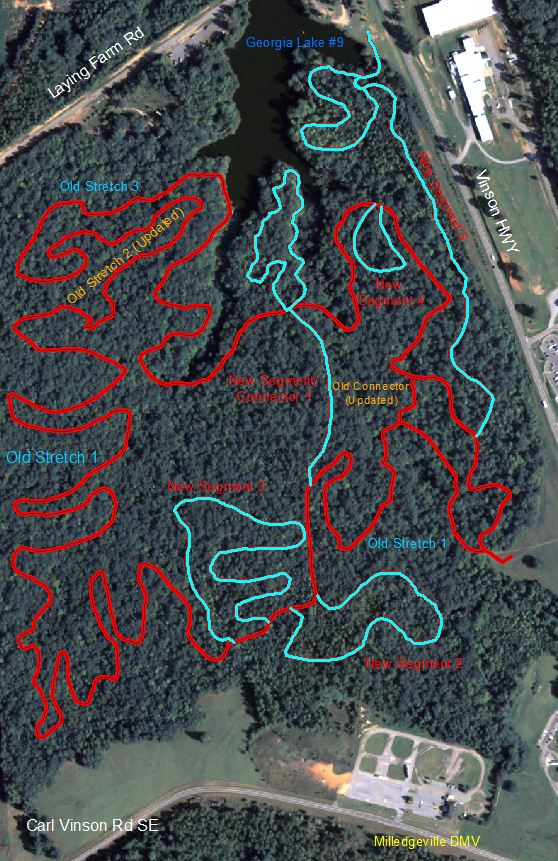 Georgia Lake #9
Laying Farm Rd
New Segment 5
Vinson HWY
Old Stretch 3
Old Stretch 2 (Updated)
New
Segment 4
New Segment/
Connector 1
Old Connector
(Updated)
Old Stretch 1
New Segment 3
Old Stretch 1
New Segment 2
Carl Vinson Rd SE
Milledgeville DMV